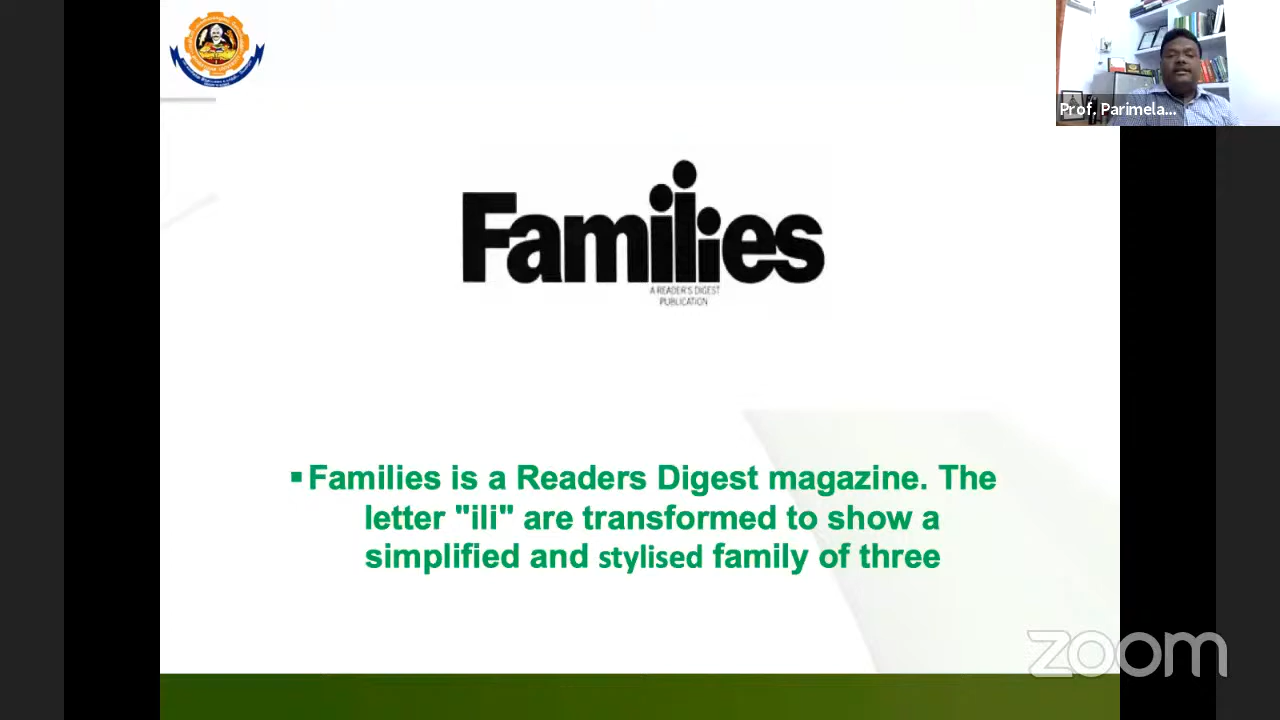 Prof. Parimela...
Families
A READER'S DIGEST
PUBLICATION
▪Families is a Readers Digest magazine. The
letter "ili" are transformed to show a
simplified and stylised family of three
zoom